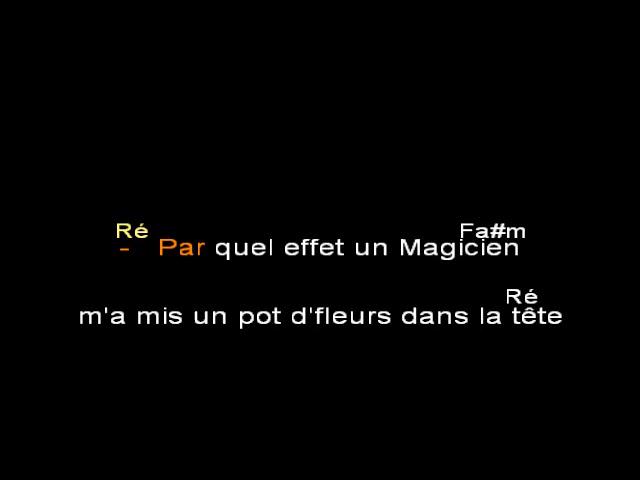 Ré Fa#m
- Par quel effet un Magicien
Ré
m'a mis un pot d'fleurs dans la tête